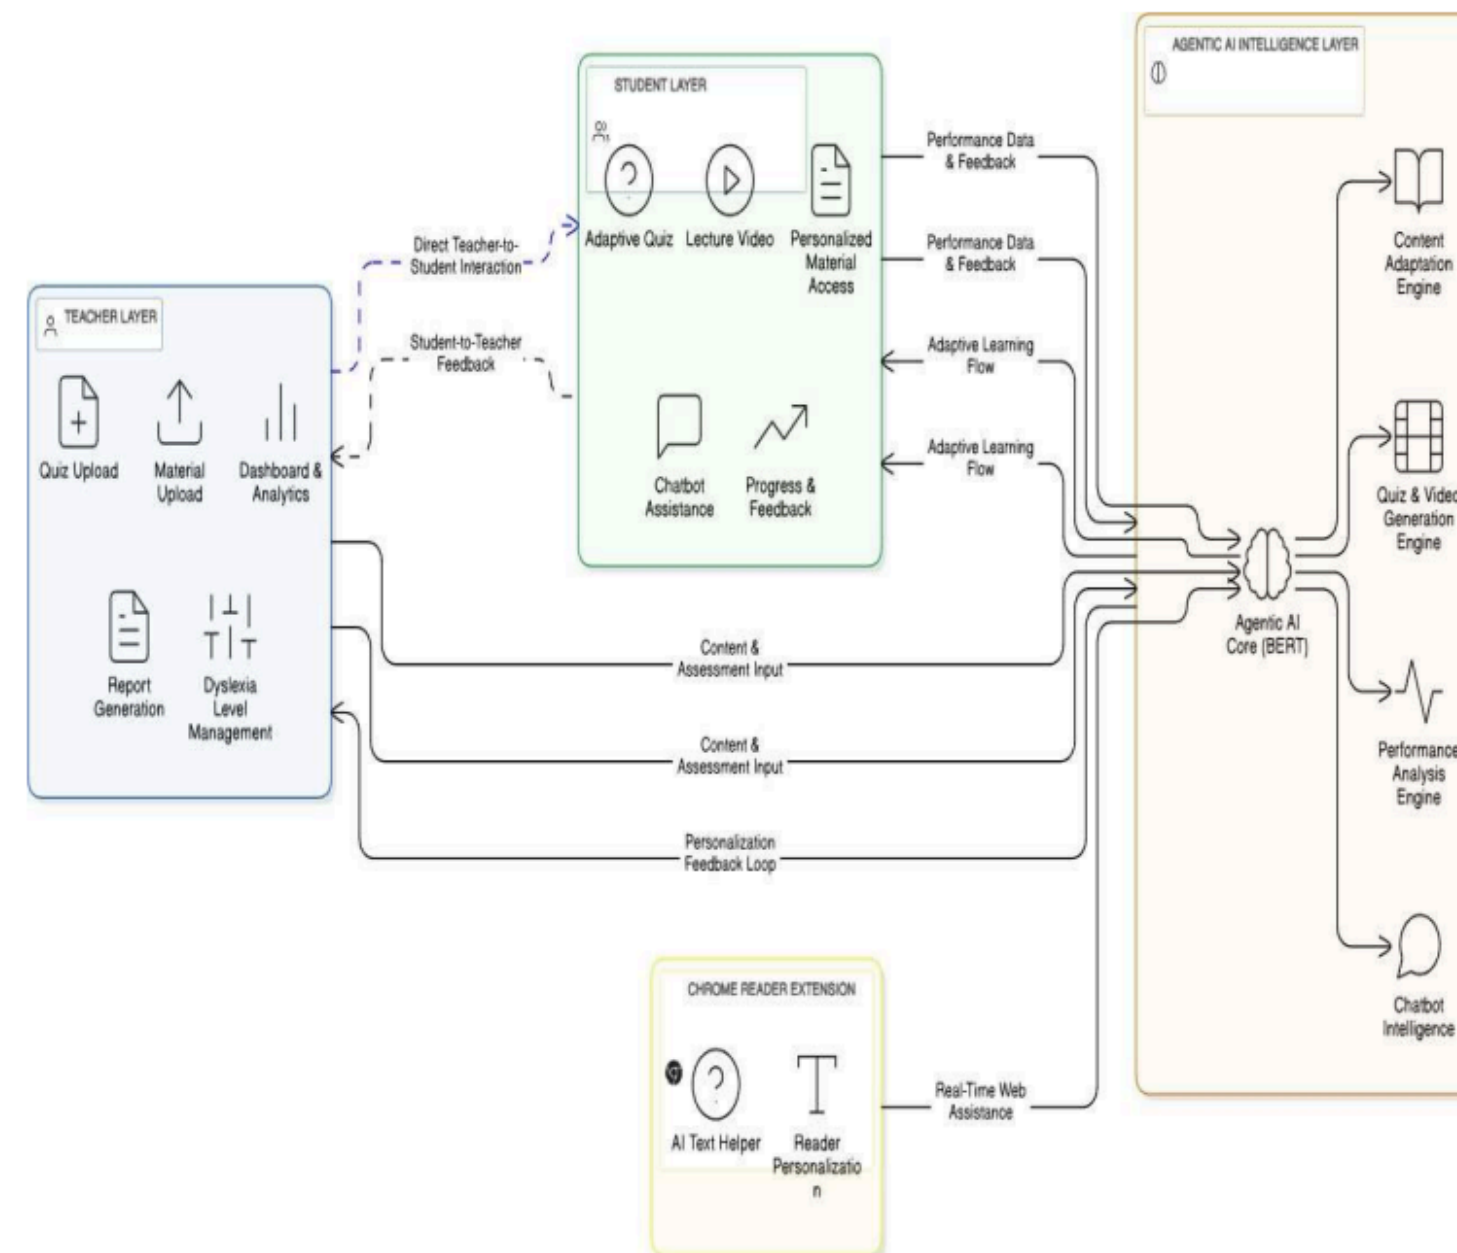 AGENTIC AI INTELLIGENCE LAYER
STUDENT LAYER
Adaptive Quiz
Lecture Video
Personalized
Material
Access
Chatbot
Assistance
Progress &
Feedback
Performance Data
& Feedback
Performance Data
& Feedback
Adaptive Learning
Flow
Adaptive Learning
Flow
Direct Teacher-to-
Student Interaction
Student-to-Teacher
Feedback
TEACHER LAYER
Quiz Upload
Material
Upload
Dashboard &
Analytics
Report
Generation
Dyslexia
Level
Management
Content &
Assessment Input
Content &
Assessment Input
Personalization
Feedback Loop
Agentic AI
Core (BERT)
Content
Adaptation
Engine
Quiz & Video
Generation
Engine
Performance
Analysis
Engine
Chatbot
Intelligence
CHROME READER EXTENSION
AI Text Helper
Reader
Personalizatio
n
Real-Time Web
Assistance